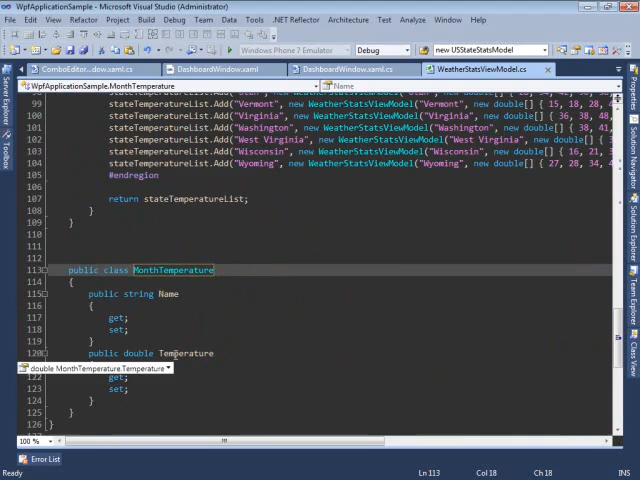 WpfApplicationSample - Microsoft Visual Studio (Administrator)
File Edit View Refactor Project Build Debug Team Data Tools .NET Reflector Architecture Test Analyze Window Help
Windows Phone 7 Emulator Debug new USStateStatsModel
ComboEditor...dow.xaml.cs DashboardWindow.xaml DashboardWindow.xaml.cs WeatherStatsViewModel.cs
WpfApplicationSample.MonthTemperature Name
99 stateTemperatureList.Add("Vermont", new WeatherStatsViewModel("Vermont", new double[] { 15, 18, 28, 4
100 stateTemperatureList.Add("Virginia", new WeatherStatsViewModel("Virginia", new double[] { 36, 38, 48,
101 stateTemperatureList.Add("Washington", new WeatherStatsViewModel("Washington", new double[] { 38, 41,
102 stateTemperatureList.Add("West Virginia", new WeatherStatsViewModel("West Virginia", new double[]
103 stateTemperatureList.Add("Wisconsin", new WeatherStatsViewModel("Wisconsin", new double[] { 16, 21, 3
104 stateTemperatureList.Add("Wyoming", new WeatherStatsViewModel("Wyoming", new double[] { 27, 28, 34, 4
105 #endregion
106
107 return stateTemperatureList;
108 }
109 }
110
111
112
113 public class MonthTemperature
114 {
115 public string Name
116 {
117 get;
118 set;
119 }
120 public double Temperature
double MonthTemperature.Temperature
122 get;
123 set;
124 }
125 }
126 }
100 %
Error List
Ready Ln 113 Col 18 Ch 18 INS
Server Explorer
Toolbox
Properties
Solution Navigator
Solution Explorer
Team Explorer
Class View